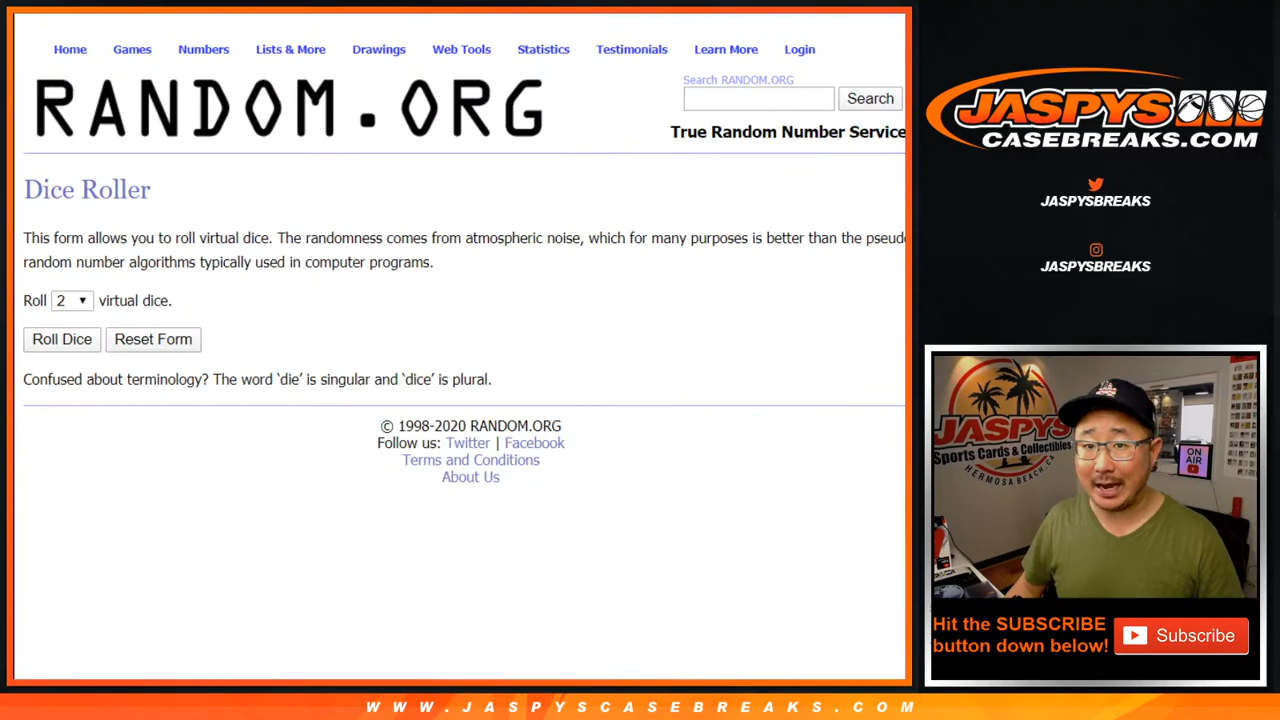 Home Games Numbers Lists & More Drawings Web Tools Statistics Testimonials Learn More Login
RANDOM.ORG
Search RANDOM.ORG
Search
True Random Number Service
Dice Roller
This form allows you to roll virtual dice. The randomness comes from atmospheric noise, which for many purposes is better than the pseudo
random number algorithms typically used in computer programs.
Roll 2 virtual dice.
Roll Dice Reset Form
Confused about terminology? The word ‘die’ is singular and ‘dice’ is plural.
© 1998-2020 RANDOM.ORG
Follow us: Twitter | Facebook
Terms and Conditions
About Us
JASPYS
CASEBREAKS.COM
JASPYSBREAKS
JASPYSBREAKS
JASPYS
Sports Cards & Collectibles
HERMOSA BEACH, CA
ON
AIR
Hit the SUBSCRIBE
button down below!
Subscribe
WWW.JASPYSCASEBREAKS.COM